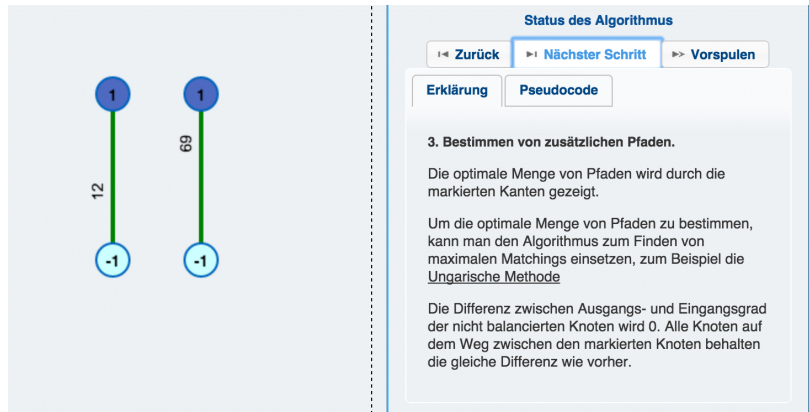 1
1
12
69
-1
-1
Status des Algorithmus
Zurück
Nächster Schritt
Vorspulen
Erklärung
Pseudocode
3. Bestimmen von zusätzlichen Pfaden.
Die optimale Menge von Pfaden wird durch die
markierten Kanten gezeigt.
Um die optimale Menge von Pfaden zu bestimmen,
kann man den Algorithmus zum Finden von
maximalen Matchings einsetzen, zum Beispiel die
Ungarische Methode
Die Differenz zwischen Ausgangs- und Eingangsgrad
der nicht balancierten Knoten wird 0. Alle Knoten auf
dem Weg zwischen den markierten Knoten behalten
die gleiche Differenz wie vorher.